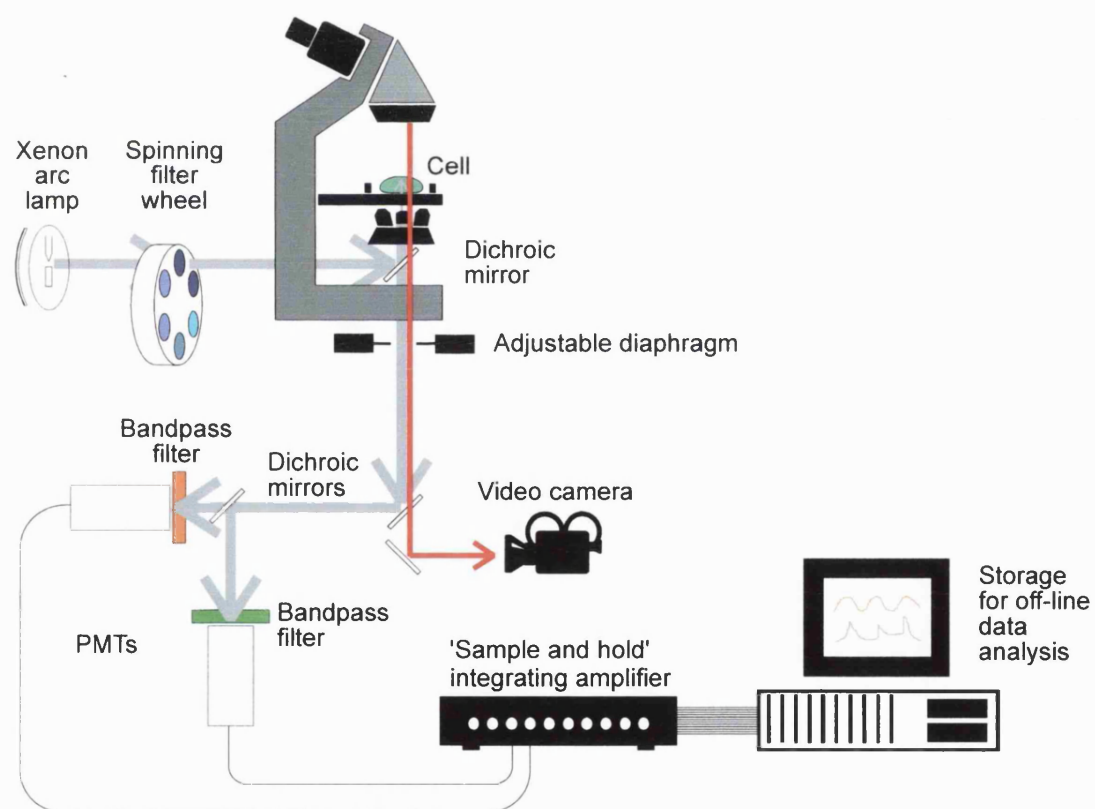 Xenon
arc
lamp
Spinning
filter
wheel
Cell
Dichroic
mirror
Adjustable diaphragm
Bandpass
filter
Dichroic
mirrors
Video camera
Bandpass
filter
PMTs
'Sample and hold'
integrating amplifier
Storage
for off-line
data
analysis